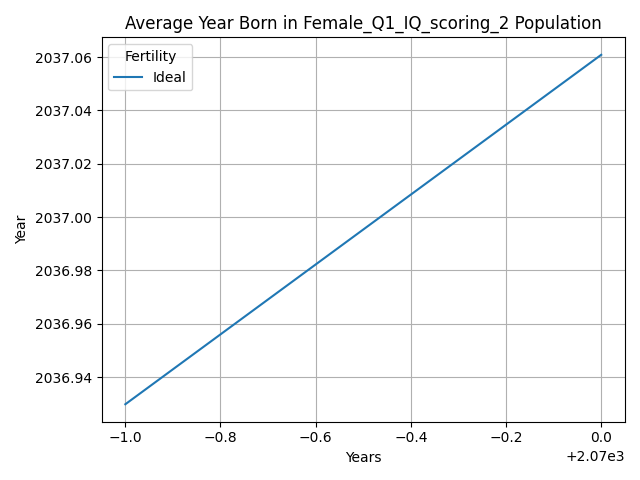 Average Year Born in Female_Q1_IQ_scoring_2 Population
Fertility
Ideal
2037.06
2037.04
2037.02
2037.00
2036.98
2036.96
2036.94
Year
−1.0 −0.8 −0.6 −0.4 −0.2 0.0
+2.07e3
Years